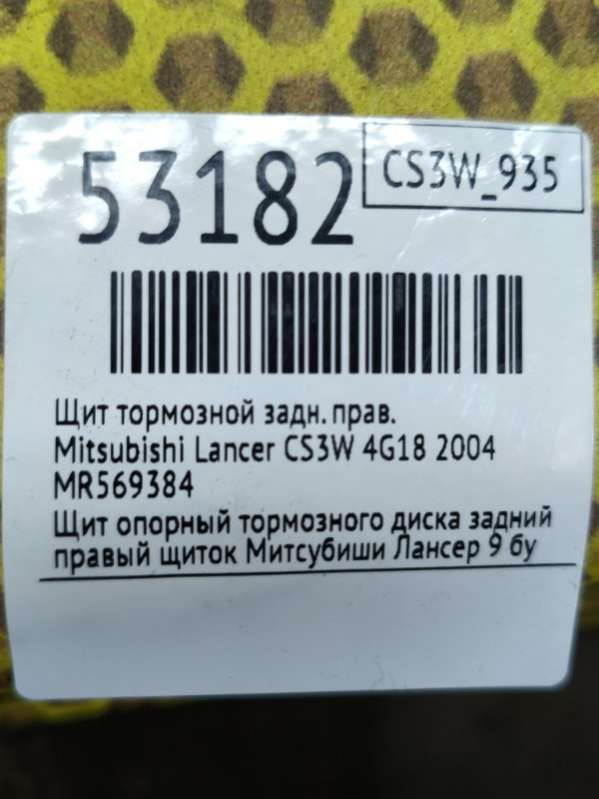 53182
CS3W_935
Щит тормозной задн. прав.
Mitsubishi Lancer CS3W 4G18 2004
MR569384
Щит опорный тормозного диска задний
правый щиток Митсубиши Лансер 9 бу